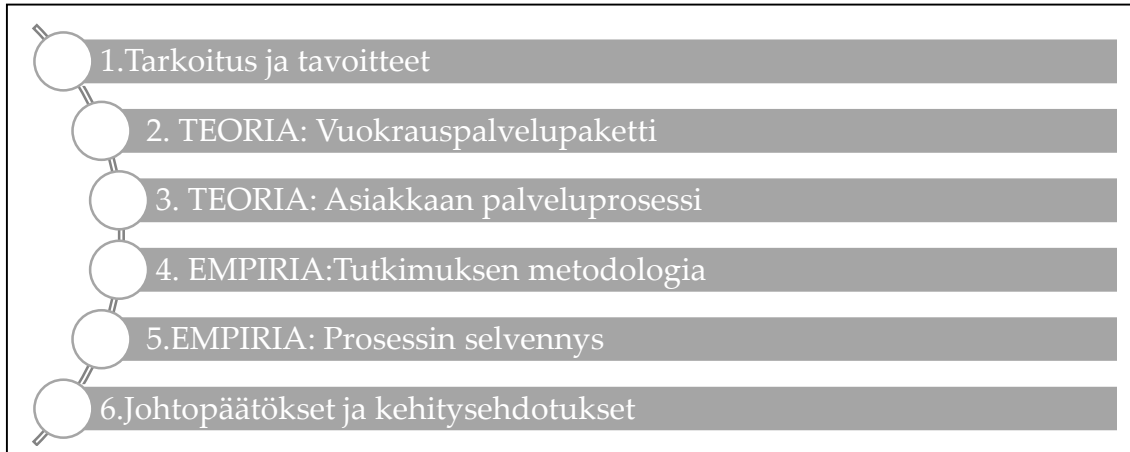 1.Tarkoitus ja tavoitteet
2. TEORIA: Vuokrauspalvelupaketti
3. TEORIA: Asiakkaan palveluprosessi
4. EMPIRIA:Tutkimuksen metodologia
5.EMPIRIA: Prosessin selvennys
6.Johtopäätökset ja kehitysehdotukset